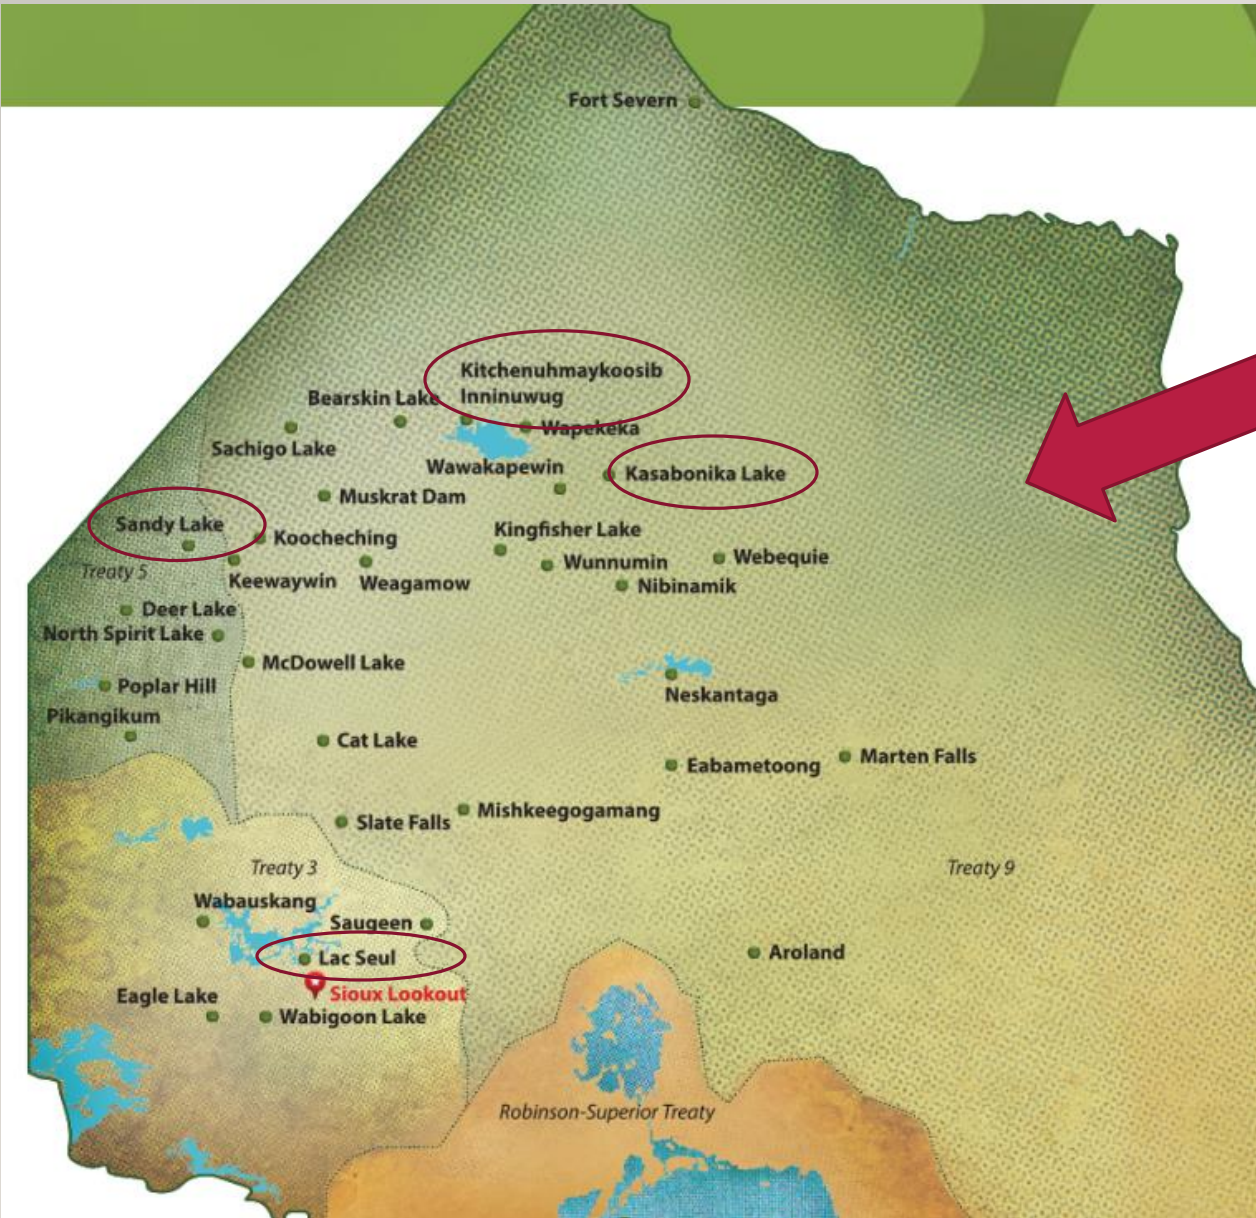 Fort Severn
Kitchenuhmaykoosib
Inninuwug
Bearskin Lake
Wapekeka
Sachigo Lake
Wawakapewin
Kasabonika Lake
Muskrat Dam
Sandy Lake
Koocheching
Kingfisher Lake
Wunnumin
Webequie
Treaty 5
Keewaywin
Weagamow
Nibinamik
Deer Lake
North Spirit Lake
McDowell Lake
Poplar Hill
Neskantaga
Pikangikum
Cat Lake
Eabametoong
Marten Falls
Slate Falls
Mishkeegogamang
Treaty 3
Treaty 9
Wabauskang
Saugeen
Lac Seul
Aroland
Sioux Lookout
Eagle Lake
Wabigoon Lake
Robinson-Superior Treaty